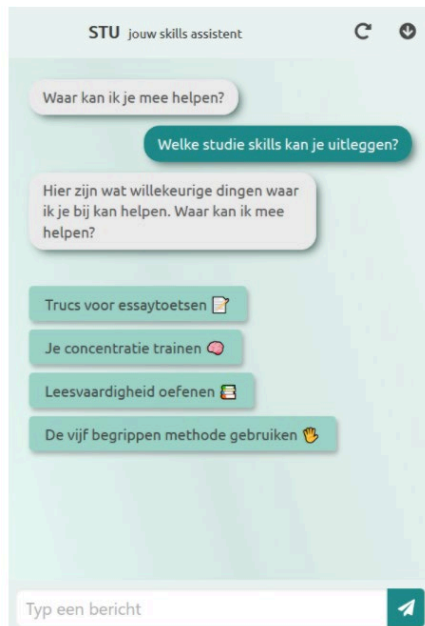 STU jouw skills assistent
Waar kan ik je mee helpen?
Welke studie skills kan je uitleggen?
Hier zijn wat willekeurige dingen waar
ik je bij kan helpen. Waar kan ik mee
helpen?
Trucs voor essaytoetsen 📝
Je concentratie trainen 🧠
Leesvaardigheid oefenen 📚
De vijf begrippen methode gebruiken 🖐
Typ een bericht